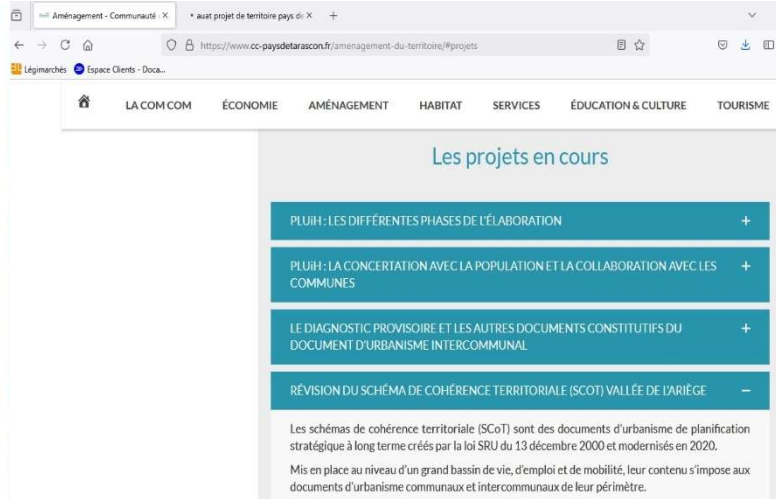 Aménagement - Communauté
auat projet de territoire pays de
https://www.cc-paysdetarascon.fr/amenagement-du-territoire/#projets
Légimarchés Espace Clients - Doca...
LA COM COM ÉCONOMIE AMÉNAGEMENT HABITAT SERVICES ÉDUCATION & CULTURE TOURISME
Les projets en cours
PLUiH : LES DIFFÉRENTES PHASES DE L'ÉLABORATION
PLUiH : LA CONCERTATION AVEC LA POPULATION ET LA COLLABORATION AVEC LES
COMMUNES
LE DIAGNOSTIC PROVISOIRE ET LES AUTRES DOCUMENTS CONSTITUTIFS DU
DOCUMENT D'URBANISME INTERCOMMUNAL
RÉVISION DU SCHÉMA DE COHÉRENCE TERRITORIALE (SCOT) VALLÉE DE L'ARIÈGE
Les schémas de cohérence territoriale (SCoT) sont des documents d'urbanisme de planification
stratégique à long terme créés par la loi SRU du 13 décembre 2000 et modernisés en 2020.
Mis en place au niveau d'un grand bassin de vie, d'emploi et de mobilité, leur contenu s'impose aux
documents d'urbanisme communaux et intercommunaux de leur périmètre.